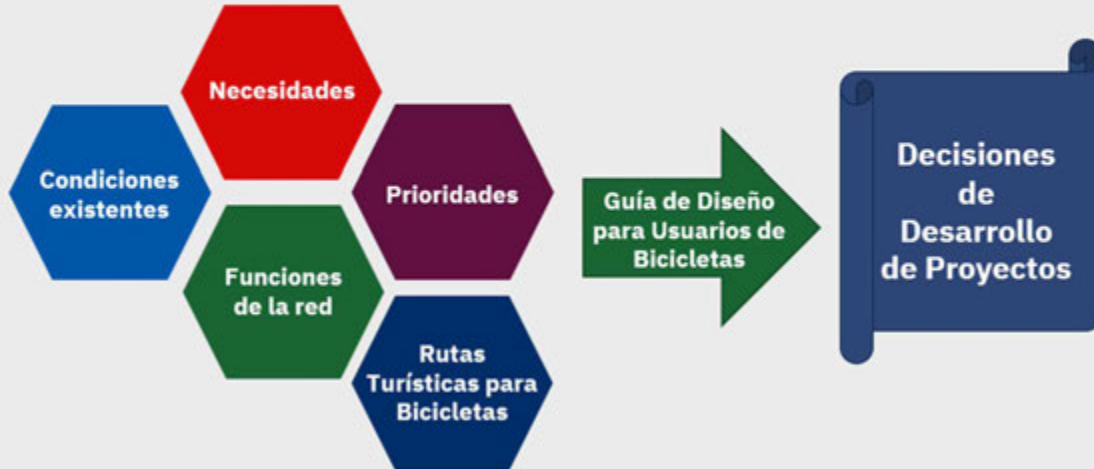 Necesidades
Condiciones
existentes
Prioridades
Funciones
de la red
Rutas
Turísticas para
Bicicletas
Guía de Diseño
para Usuarios de
Bicicletas
Decisiones
de
Desarrollo
de Proyectos